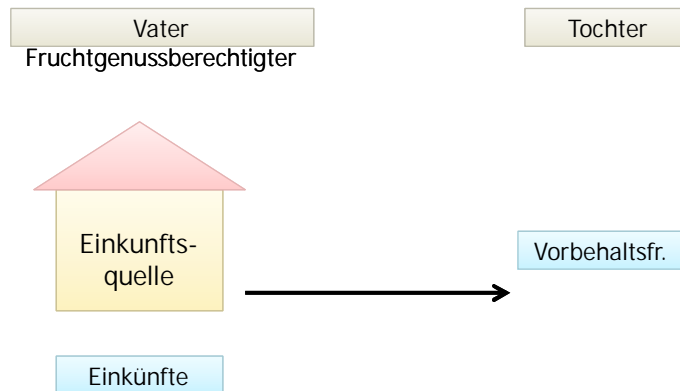 Vater
Tochter
Fruchtgenussberechtigter
Einkunfts-
quelle
Vorbehaltsfr.
Einkünfte